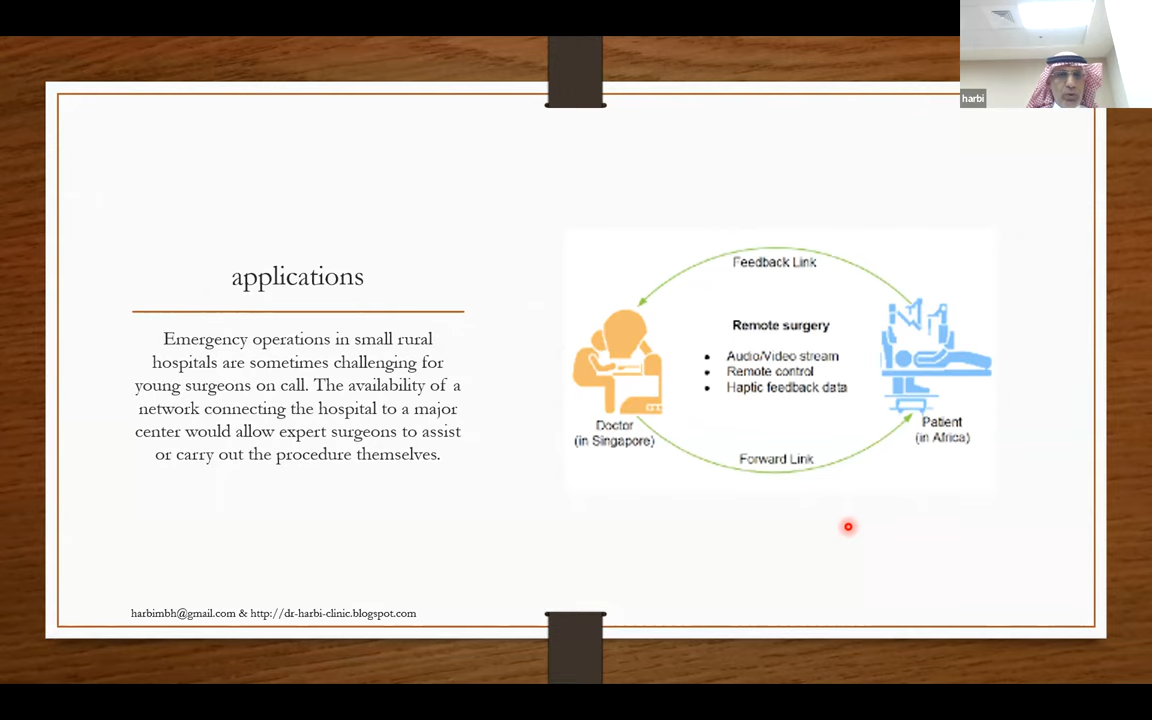 harbi
applications
Emergency operations in small rural
hospitals are sometimes challenging for
young surgeons on call. The availability of a
network connecting the hospital to a major
center would allow expert surgeons to assist
or carry out the procedure themselves.
Feedback Link
Remote surgery
• Audio/Video stream
• Remote control
• Haptic feedback data
Doctor
(in Singapore)
Patient
(in Africa)
Forward Link
harbimbh@gmail.com & http://dr-harbi-clinic.blogspot.com